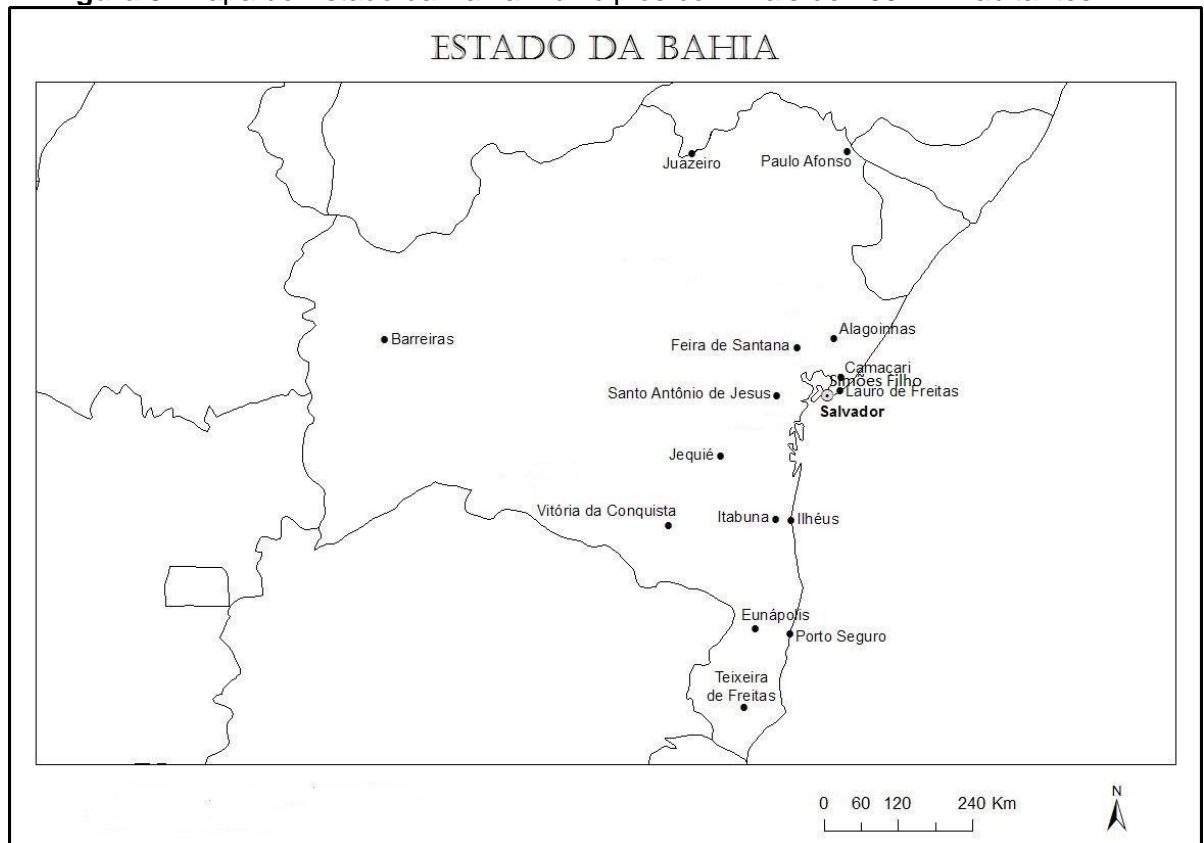 ESTADO DA BAHIA
Juazeiro
Paulo Afonso
Barreiras
Alagoinhas
Feira de Santana
Camaçari
Simões Filho
Santo Antônio de Jesus
Lauro de Freitas
Salvador
Jequié
Vitória da Conquista
Itabuna
Ilhéus
Eunápolis
Porto Seguro
Teixeira
de Freitas
0 60 120 240 Km
N